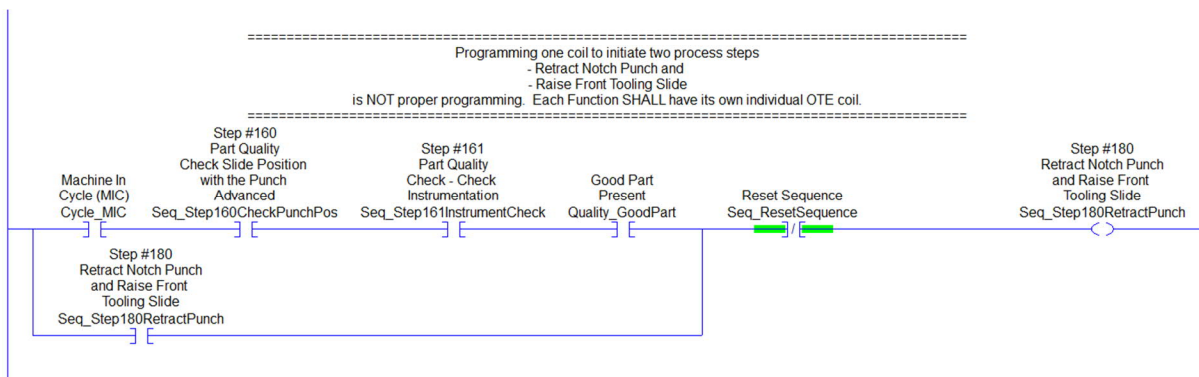 ==============================================================================
Programming one coil to initiate two process steps
- Retract Notch Punch and
- Raise Front Tooling Slide
is NOT proper programming.  Each Function SHALL have its own individual OTE coil.
==============================================================================
Machine In
Cycle (MIC)
Cycle_MIC
Step #160
Part Quality
Check Slide Position
with the Punch
Advanced
Seq_Step160CheckPunchPos
Step #161
Part Quality
Check - Check
Instrumentation
Seq_Step161InstrumentCheck
Good Part
Present
Quality_GoodPart
Reset Sequence
Seq_ResetSequence
Step #180
Retract Notch Punch
and Raise Front
Tooling Slide
Seq_Step180RetractPunch
Step #180
Retract Notch Punch
and Raise Front
Tooling Slide
Seq_Step180RetractPunch